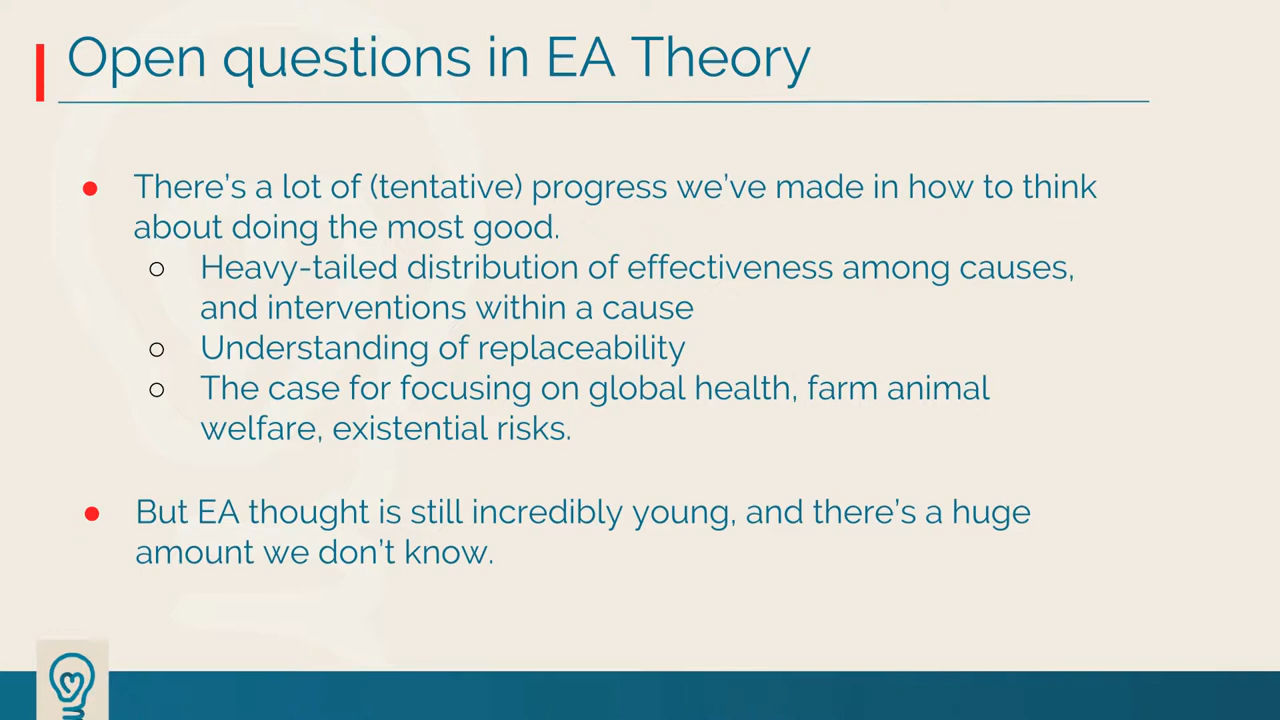 Open questions in EA Theory
● There's a lot of (tentative) progress we've made in how to think
about doing the most good.
○ Heavy-tailed distribution of effectiveness among causes,
and interventions within a cause
○ Understanding of replaceability
○ The case for focusing on global health, farm animal
welfare, existential risks.
● But EA thought is still incredibly young, and there's a huge
amount we don't know.